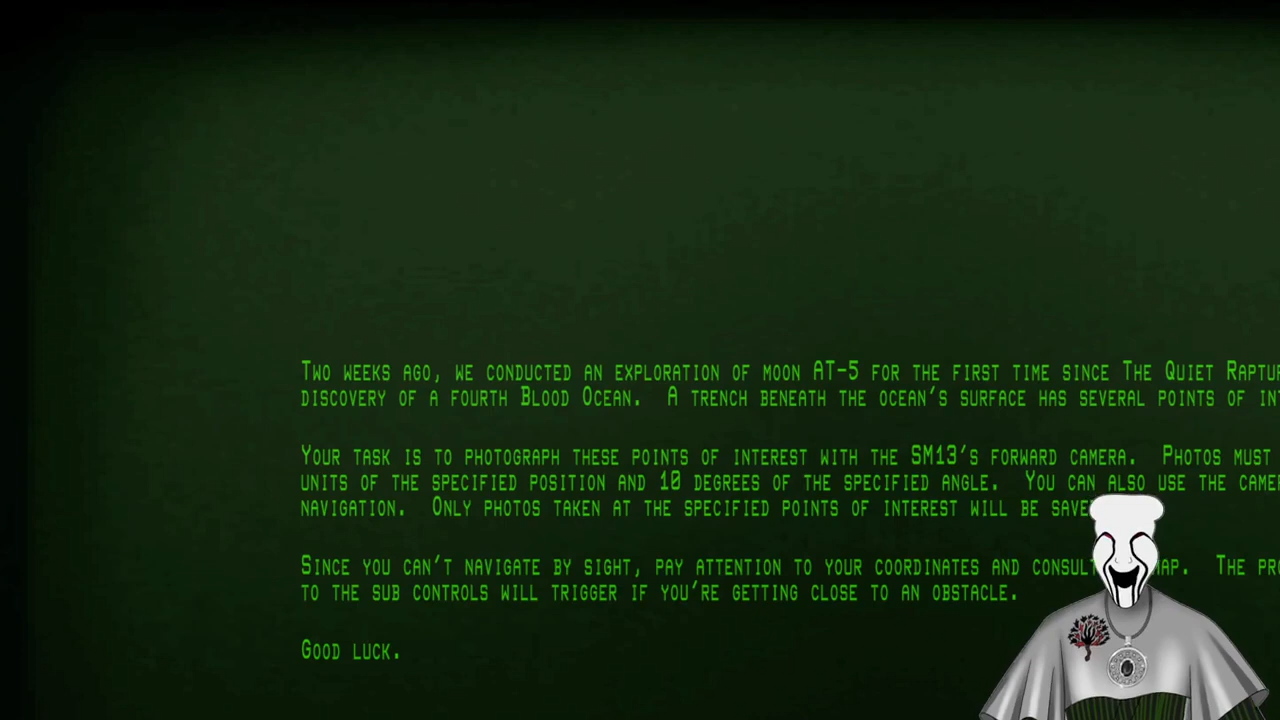 Two weeks ago, we conducted an exploration of moon AT-5 for the first time since The Quiet
discovery of a fourth Blood Ocean. A trench beneath the ocean's surface has several points of
Your task is to photograph these points of interest with the SM13's forward camera. Photos must
units of the specified position and 10 degrees of the specified angle. You can also use the
navigation. Only photos taken at the specified points of interest will be
Since you can't navigate by sight, pay attention to your coordinates and
to the sub controls will trigger if you're getting close to an obstacle.
Good luck.